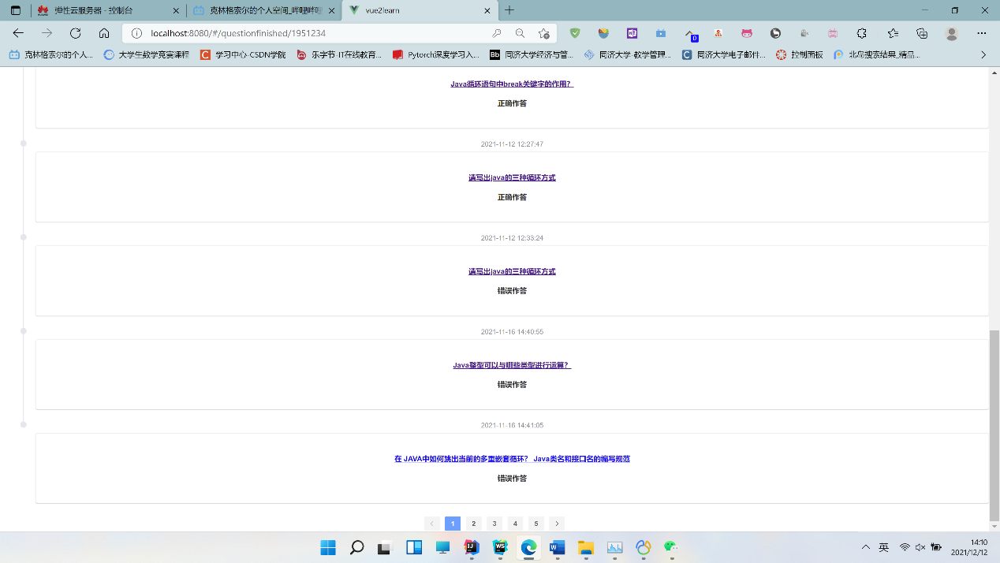 弹性云服务器 - 控制台
克林格索尔的个人空间_哔哩哔哩
vue2learn
localhost:8080/#/questionfinished/1951234
0
克林格索尔的个人...
大学生数学竞赛课程
学习中心-CSDN学院
乐字节-IT在线教育...
Pytorch深度学习入...
Bb 同济大学经济与管...
同济大学-教学管理...
同济大学电子邮件...
控制面板
北邙搜索结果_精品...
Java循环语句中break关键字的作用?
正确作答
2021-11-12 12:27:47
请写出java的三种循环方式
正确作答
2021-11-12 12:33:24
请写出java的三种循环方式
错误作答
2021-11-16 14:40:55
Java整型可以与哪些类型进行运算?
错误作答
2021-11-16 14:41:05
在 JAVA中如何跳出当前的多重嵌套循环? Java类名和接口名的编写规范
错误作答
1 2 3 4 5
英
14:10
2021/12/12